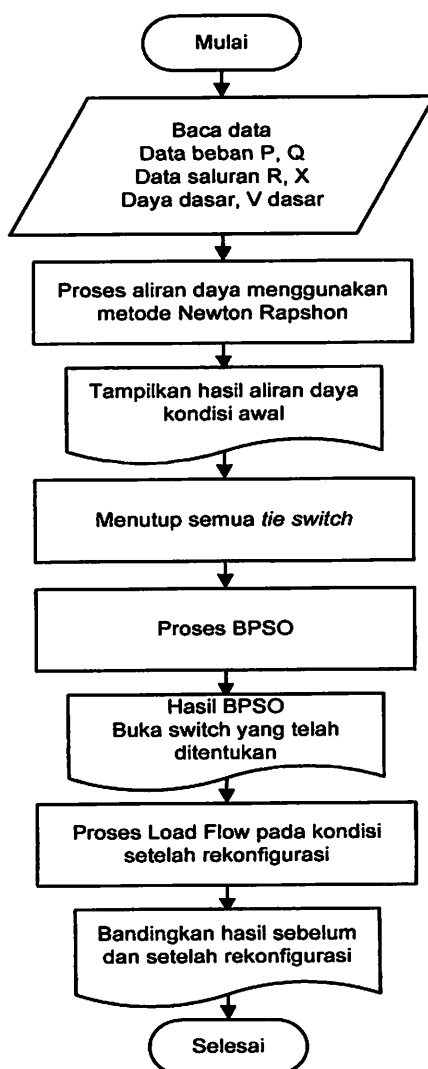 Mulai
Baca data
Data beban P, Q
Data saluran R, X
Daya dasar, V dasar
Proses aliran daya menggunakan
metode Newton Rapshon
Tampilkan hasil aliran daya
kondisi awal
Menutup semua tie switch
Proses BPSO
Hasil BPSO
Buka switch yang telah
ditentukan
Proses Load Flow pada kondisi
setelah rekonfigurasi
Bandingkan hasil sebelum
dan setelah rekonfigurasi
Selesai